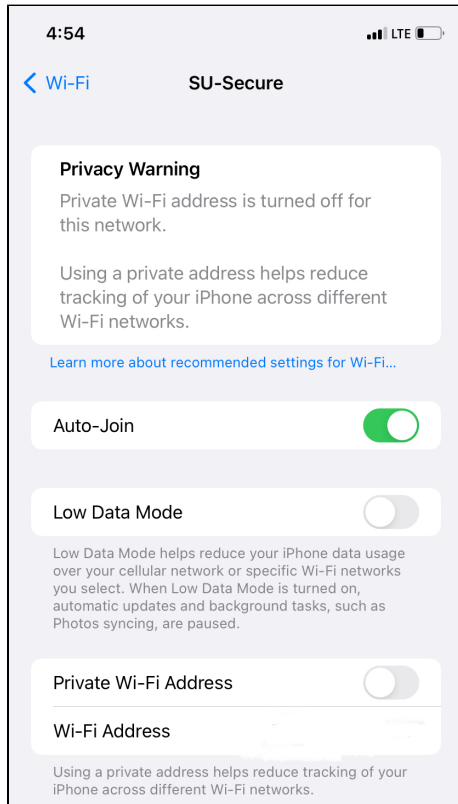 4:54 LTE
Wi-Fi SU-Secure
Privacy Warning
Private Wi-Fi address is turned off for
this network.
Using a private address helps reduce
tracking of your iPhone across different
Wi-Fi networks.
Learn more about recommended settings for Wi-Fi...
Auto-Join
Low Data Mode
Low Data Mode helps reduce your iPhone data usage
over your cellular network or specific Wi-Fi networks
you select. When Low Data Mode is turned on,
automatic updates and background tasks, such as
Photos syncing, are paused.
Private Wi-Fi Address
Wi-Fi Address
Using a private address helps reduce tracking of your
iPhone across different Wi-Fi networks.